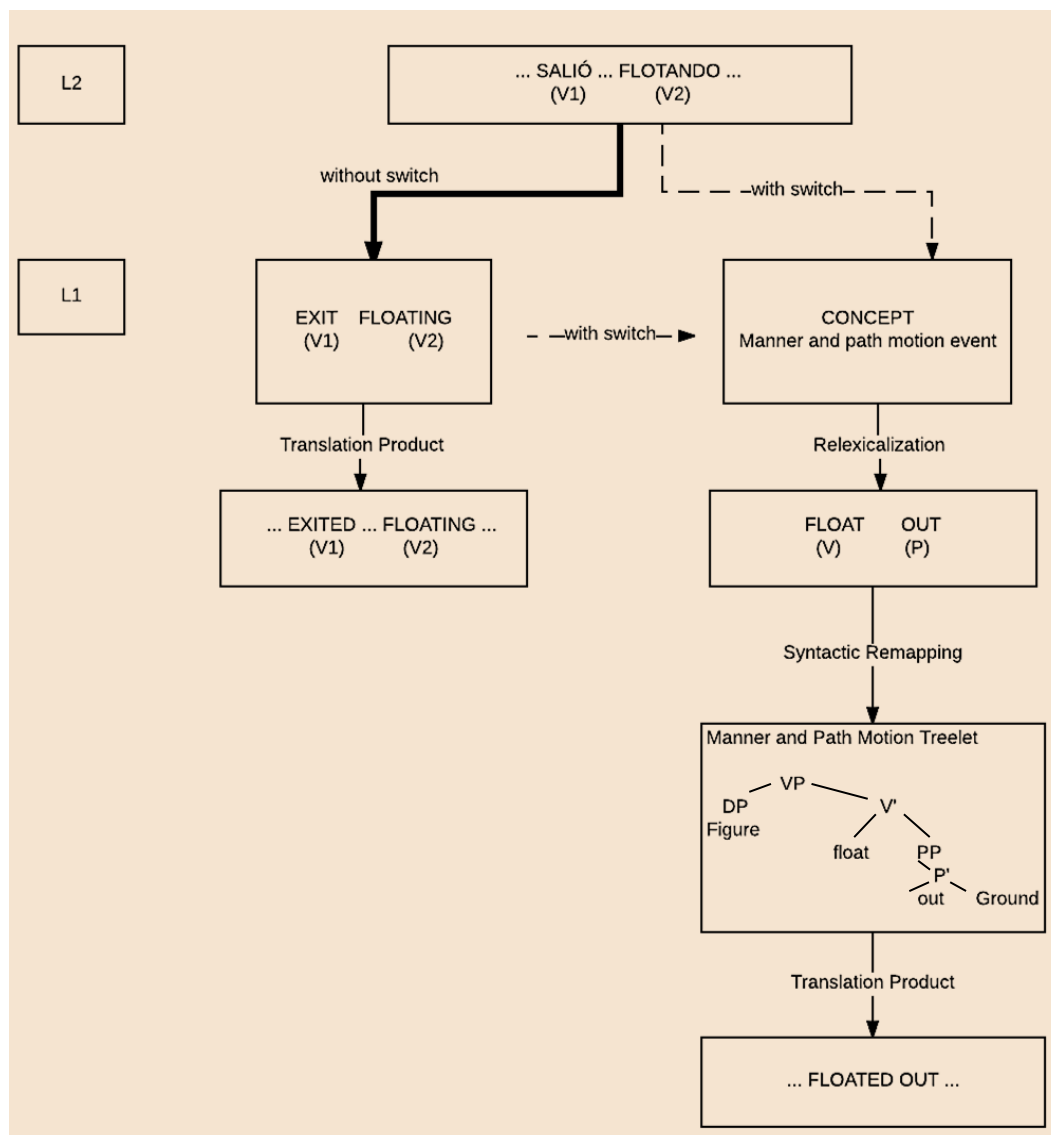 L2
... SALIÓ ... FLOTANDO ...
(V1) (V2)
without switch
with switch
L1
EXIT FLOATING
(V1) (V2)
with switch
CONCEPT
Manner and path motion event
Translation Product
Relexicalization
... EXITED ... FLOATING ...
(V1) (V2)
FLOAT OUT
(V) (P)
Syntactic Remapping
Manner and Path Motion Treelet
VP
DP V'
Figure
float PP
P'
out Ground
Translation Product
... FLOATED OUT ...